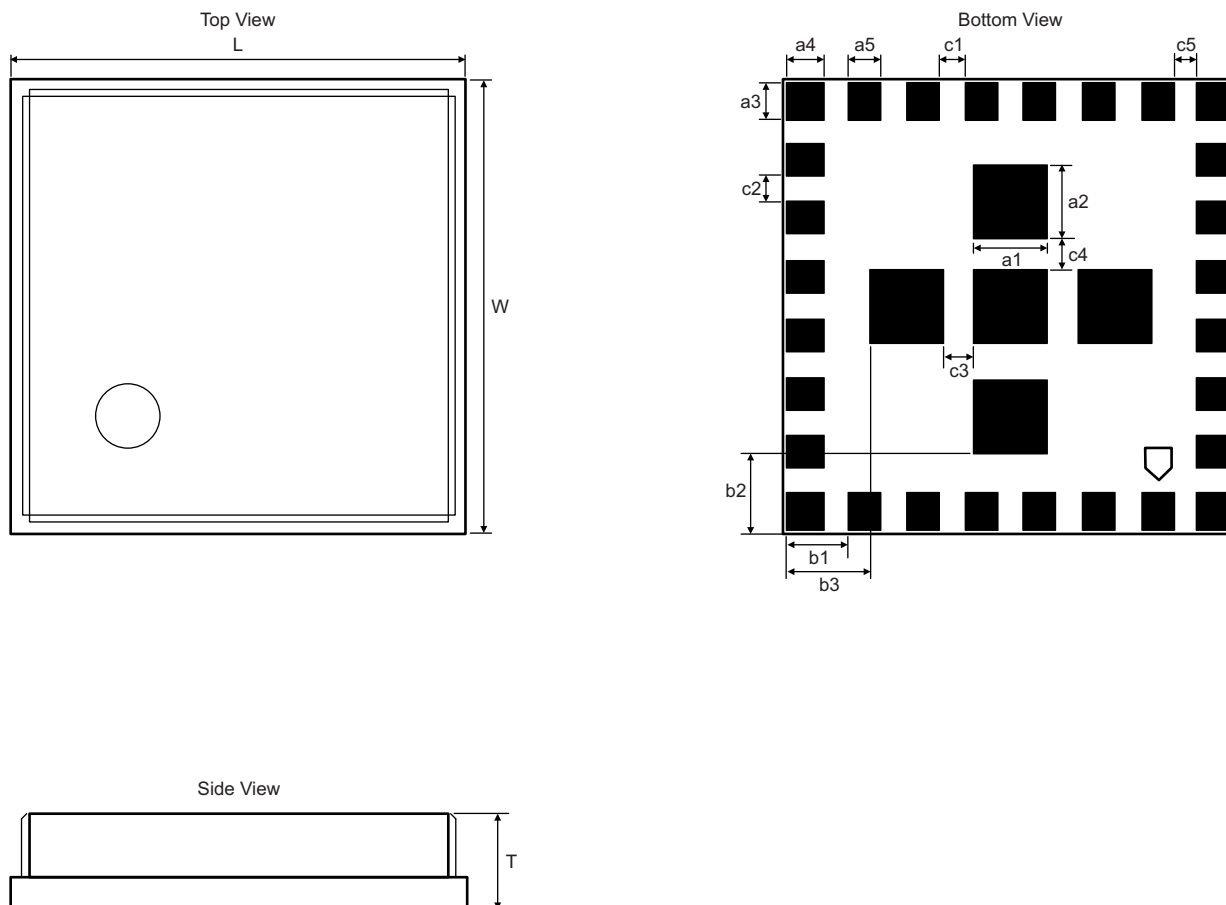 Top View
L
W
Bottom View
a4
a5
c1
c5
a3
c2
a2
a1
c4
c3
b2
b1
b3
Side View
T